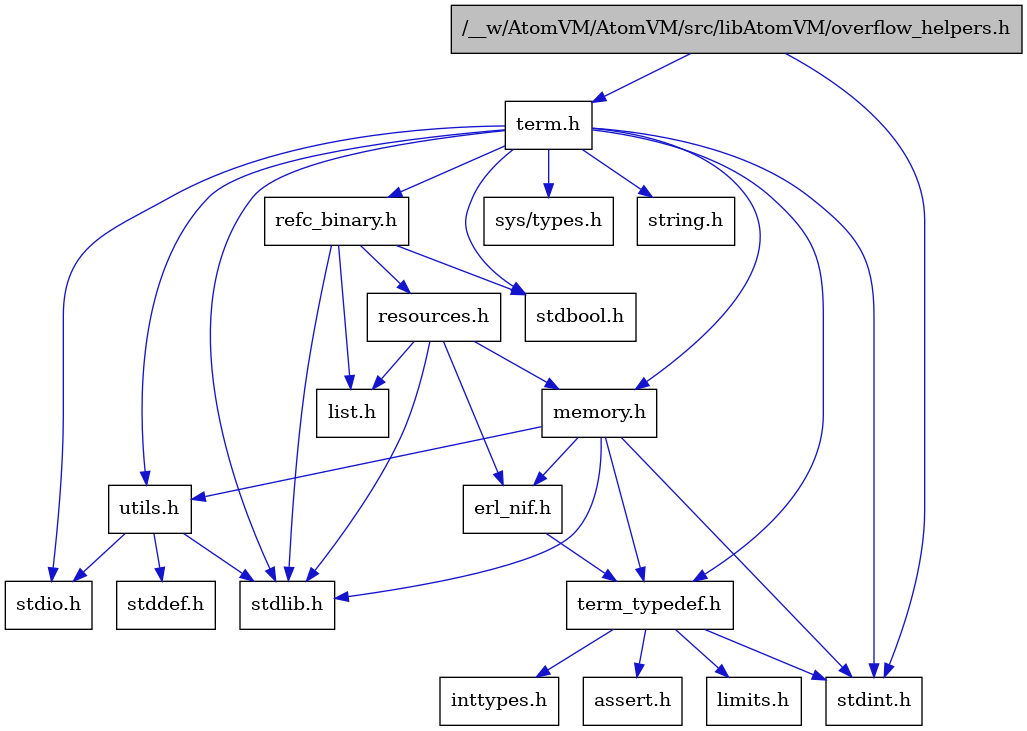 /__w/AtomVM/AtomVM/src/libAtomVM/overflow_helpers.h
term.h
refc_binary.h
sys/types.h
string.h
resources.h
stdbool.h
list.h
memory.h
utils.h
erl_nif.h
stdio.h
stddef.h
stdlib.h
term_typedef.h
inttypes.h
assert.h
limits.h
stdint.h